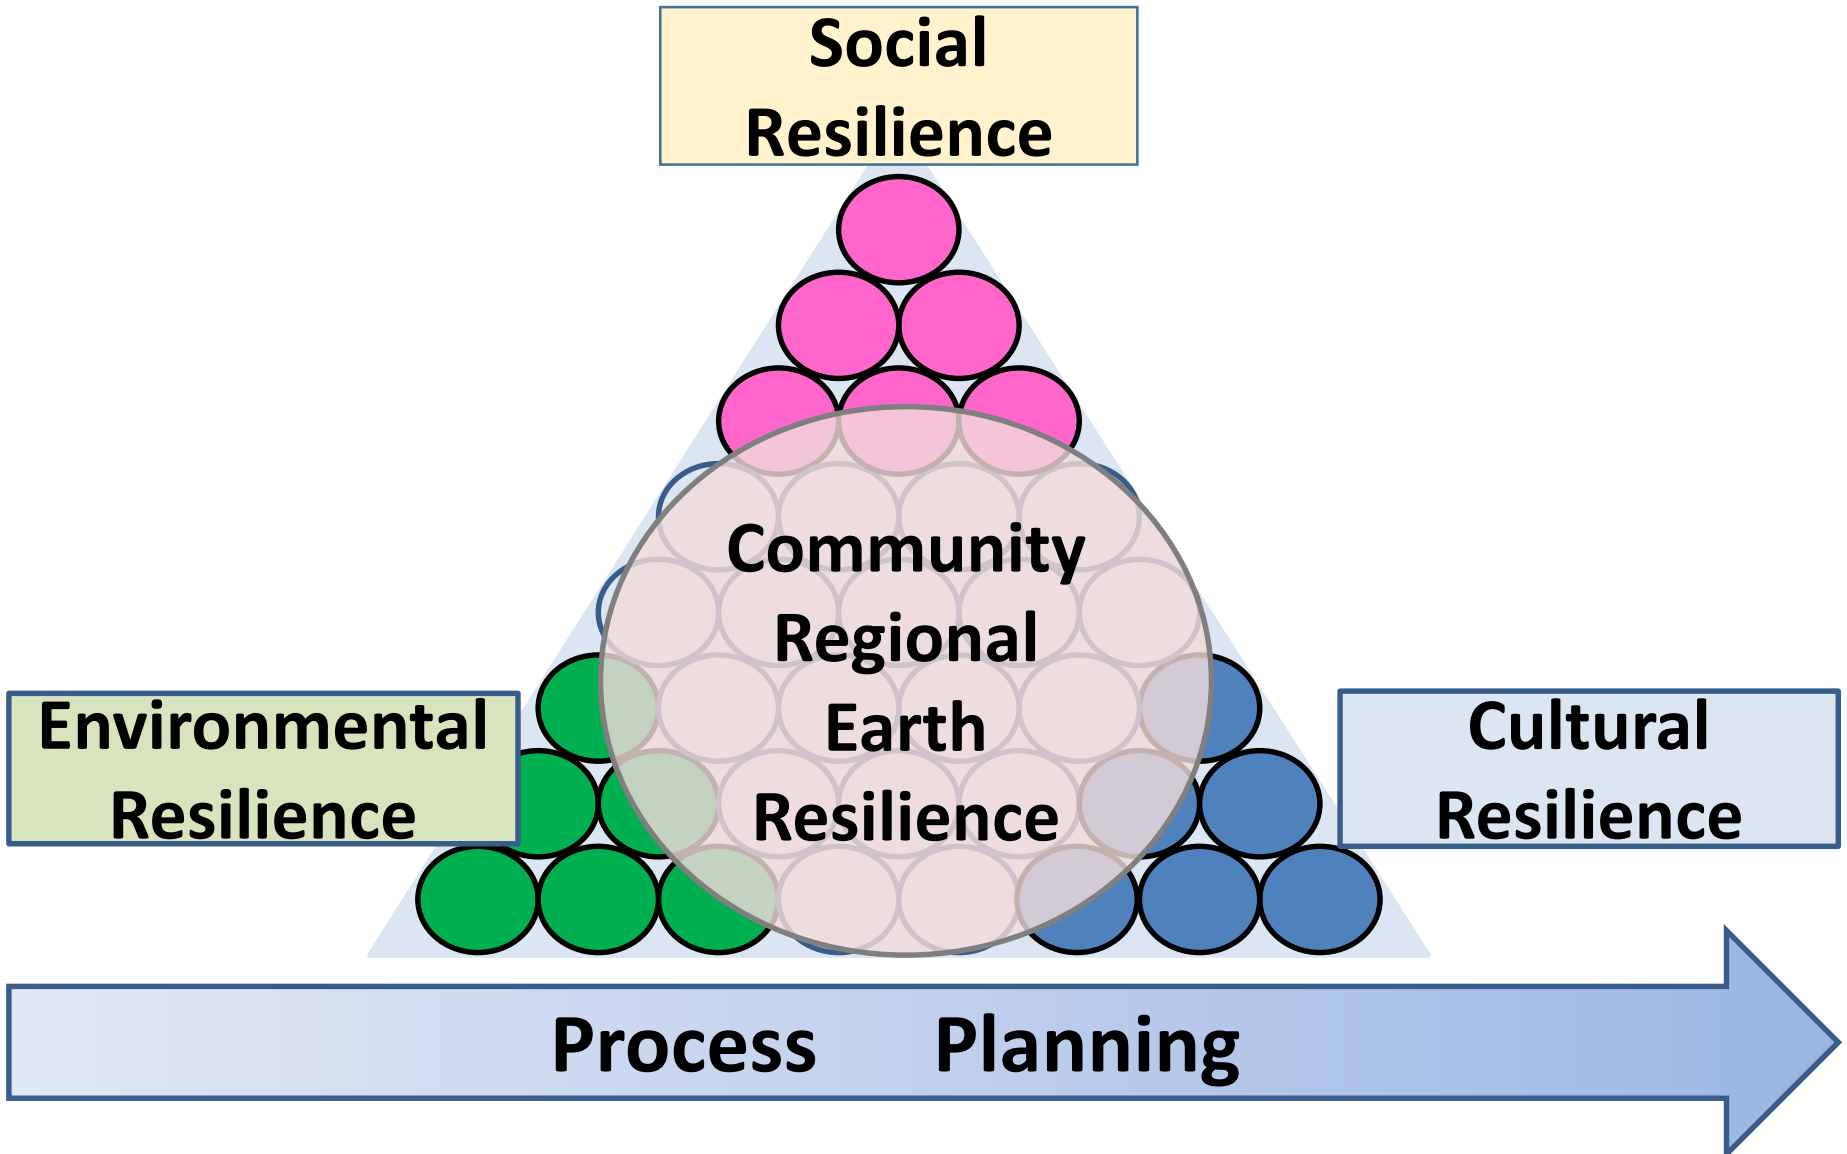 Social
Resilience
Community
Regional
Earth
Resilience
Environmental
Resilience
Cultural
Resilience
Process Planning